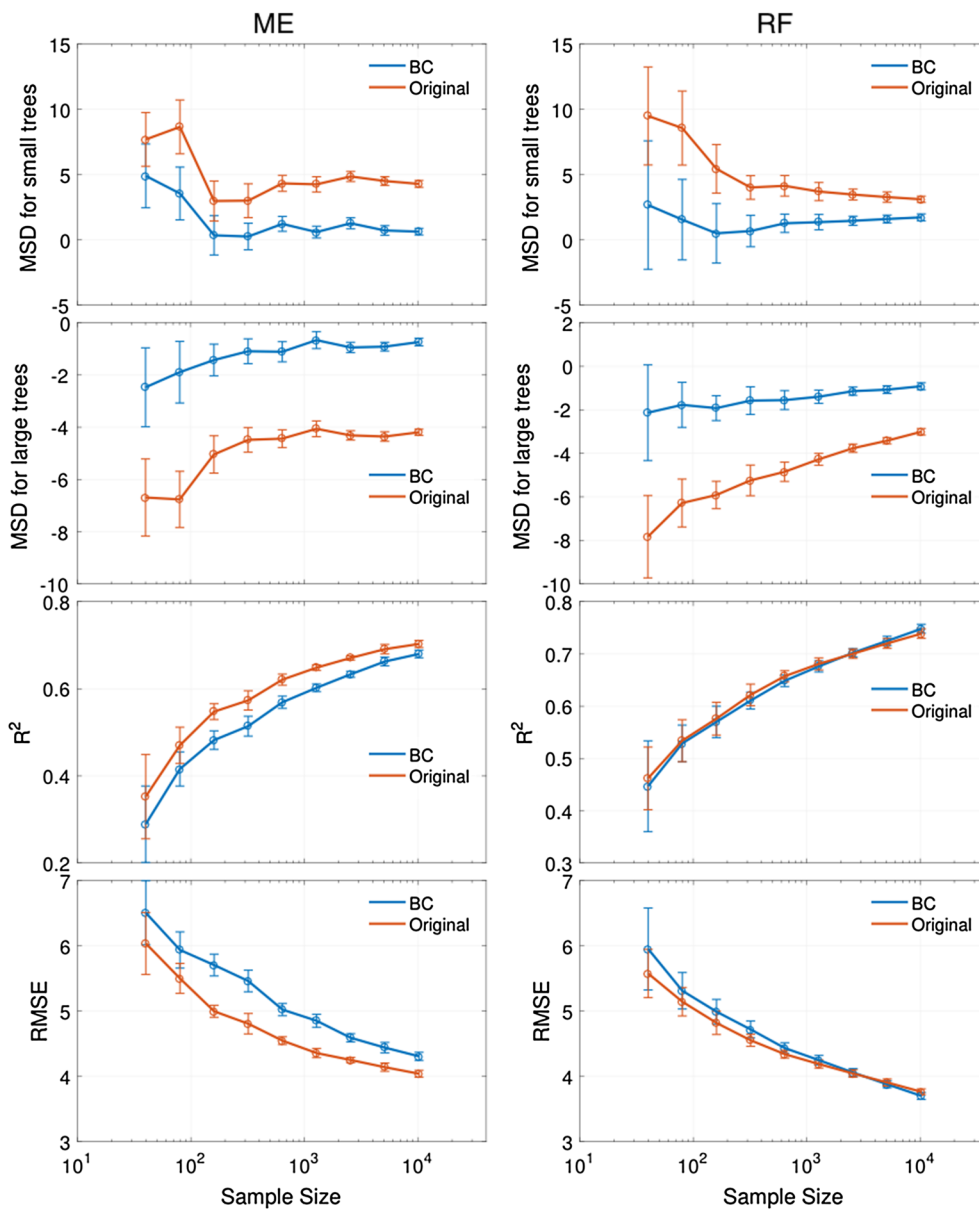 ME
RF
15
10
5
0
-5
MSD for small trees
BC
Original
15
10
5
0
-5
MSD for small trees
BC
Original
0
-2
-4
-6
-8
-10
MSD for large trees
BC
Original
2
0
-2
-4
-6
-8
-10
MSD for large trees
BC
Original
0.8
0.6
0.4
0.2
R²
BC
Original
0.8
0.7
0.6
0.5
0.4
0.3
R²
BC
Original
7
6
5
4
3
RMSE
BC
Original
10¹ 10² 10³ 10⁴
Sample Size
7
6
5
4
3
RMSE
BC
Original
10¹ 10² 10³ 10⁴
Sample Size